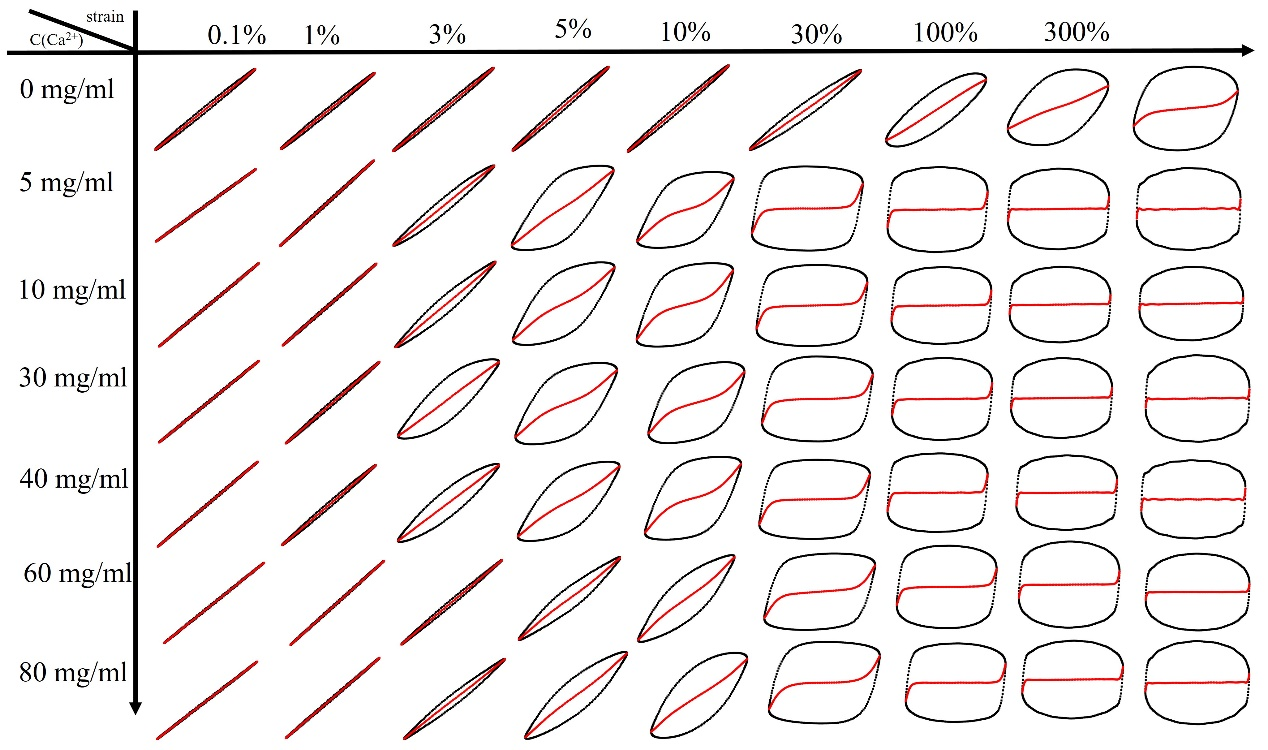 strain
C(Ca²⁺)
0.1% 1% 3% 5% 10% 30% 100% 300%
0 mg/ml
5 mg/ml
10 mg/ml
30 mg/ml
40 mg/ml
60 mg/ml
80 mg/ml